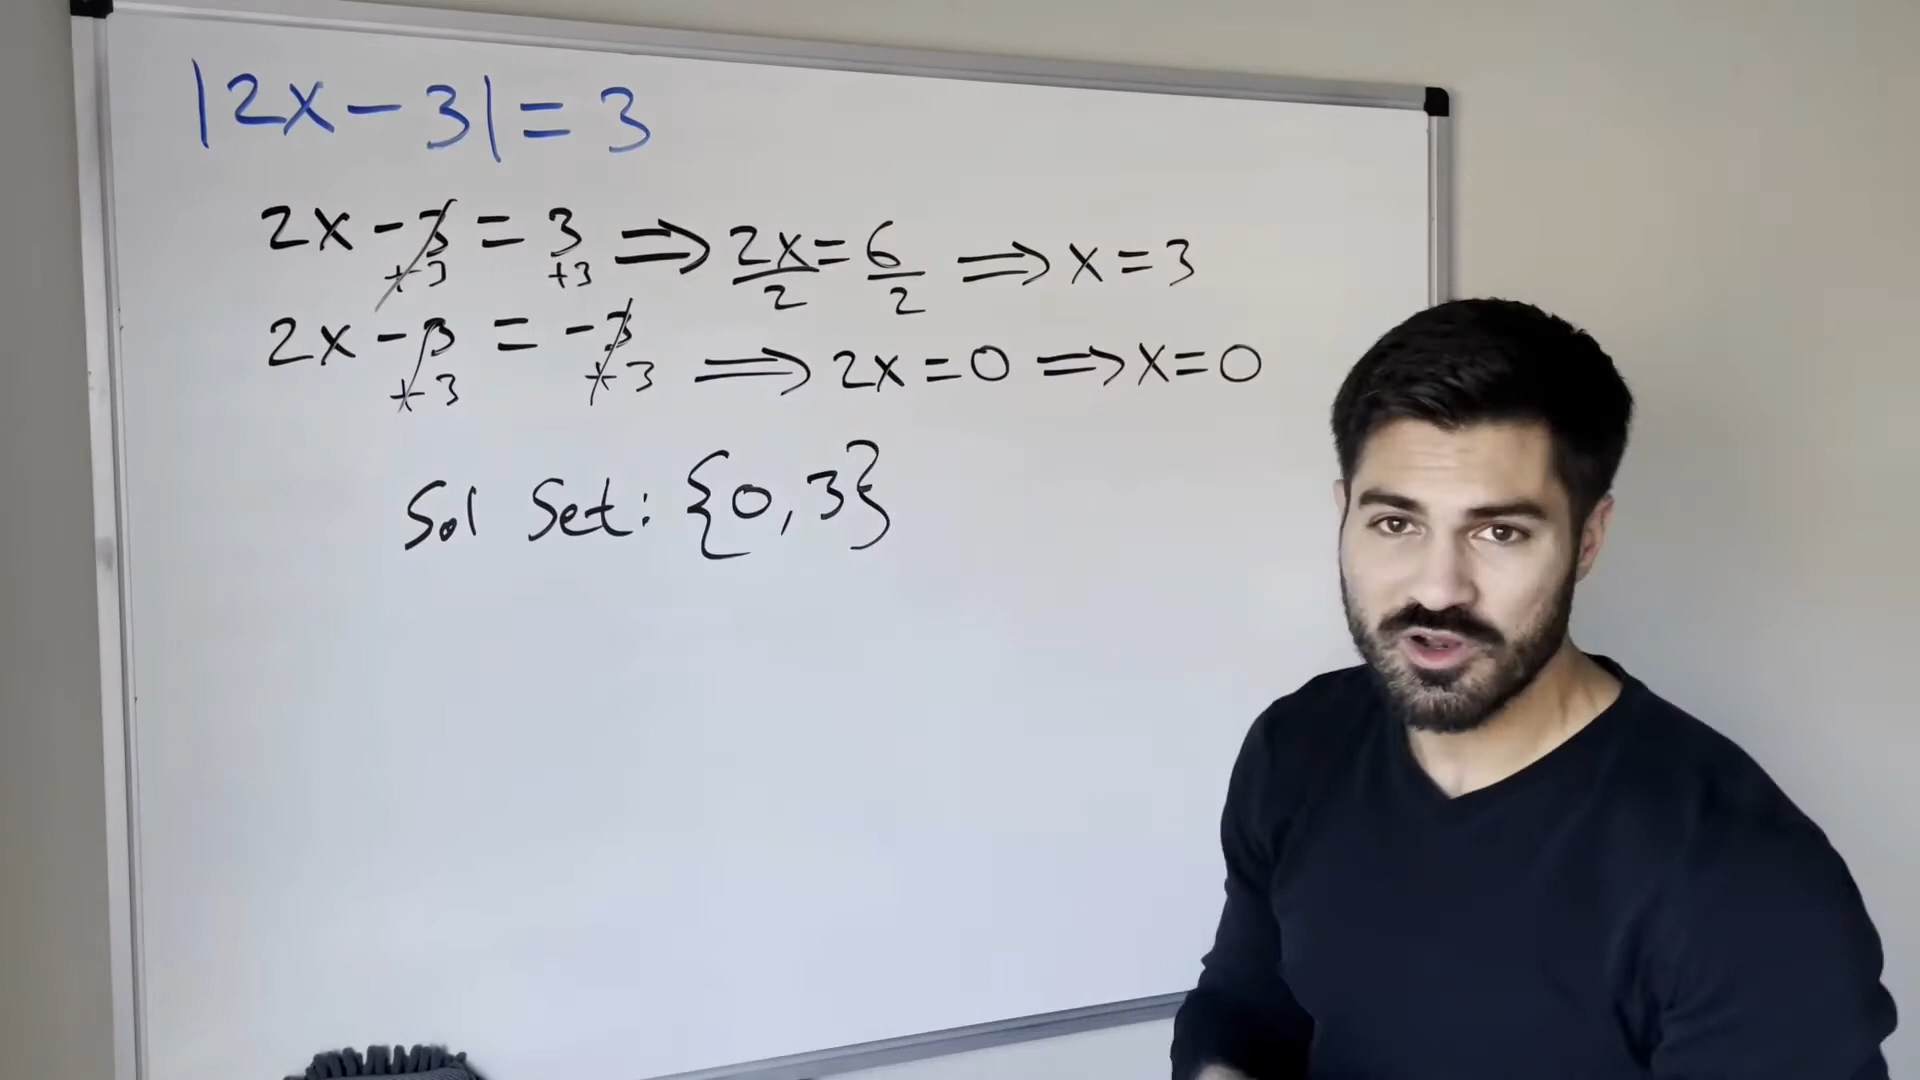 |2x-3|=3
2x-3=3 ⟹ 2x=6 ⟹ x=3
+3 +3 2 2
2x-3=-3 ⟹ 2x=0 ⟹ x=0
+3 +3
Sol Set: {0,3}